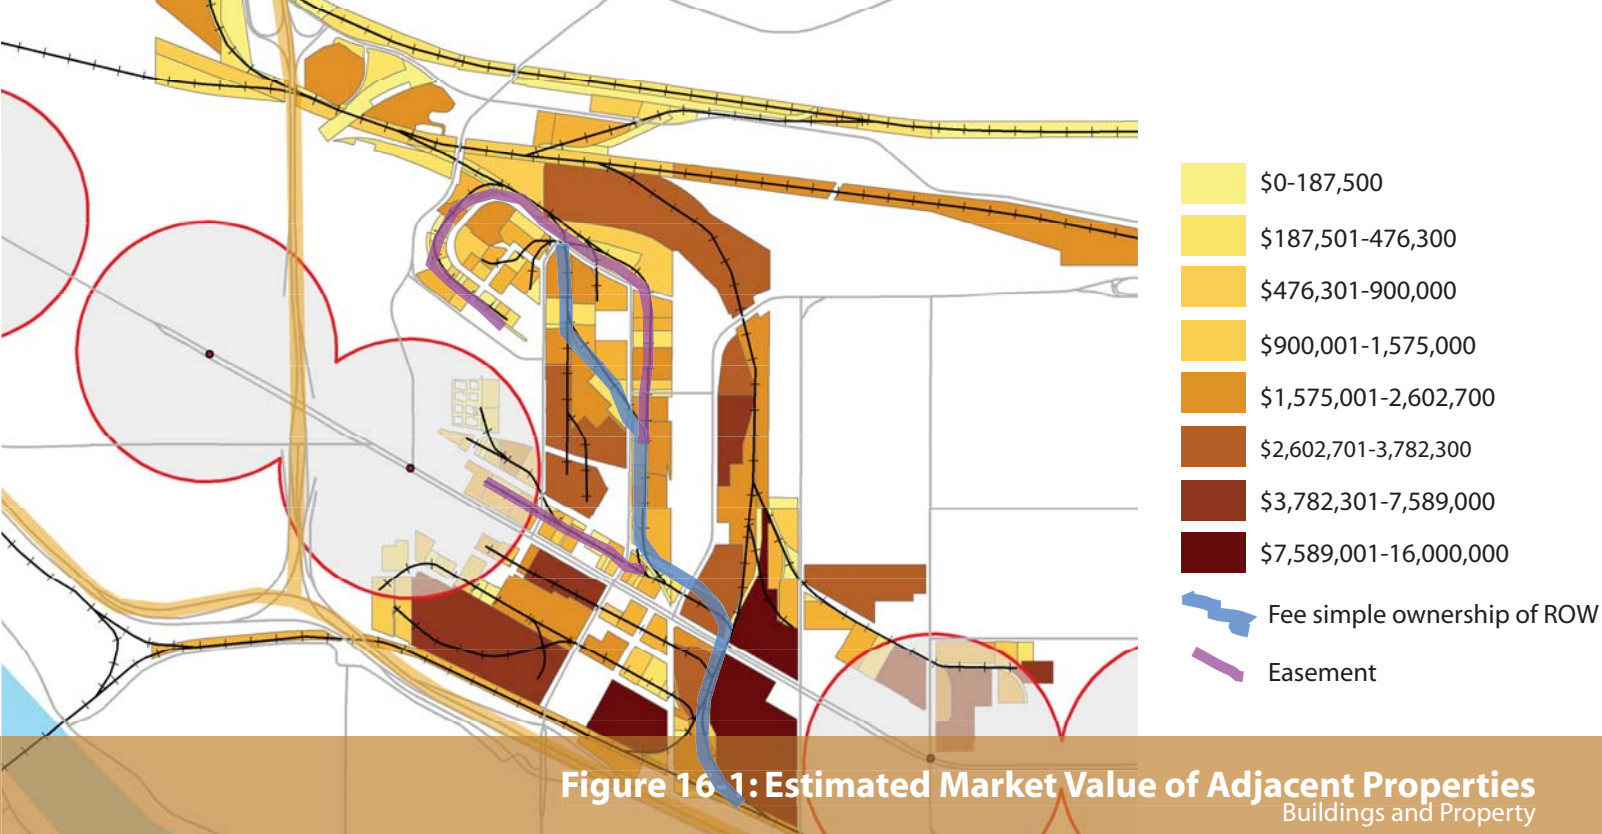 $0-187,500
$187,501-476,300
$476,301-900,000
$900,001-1,575,000
$1,575,001-2,602,700
$2,602,701-3,782,300
$3,782,301-7,589,000
$7,589,001-16,000,000
Fee simple ownership of ROW
Easement
Figure 16-1: Estimated Market Value of Adjacent Properties
Buildings and Property